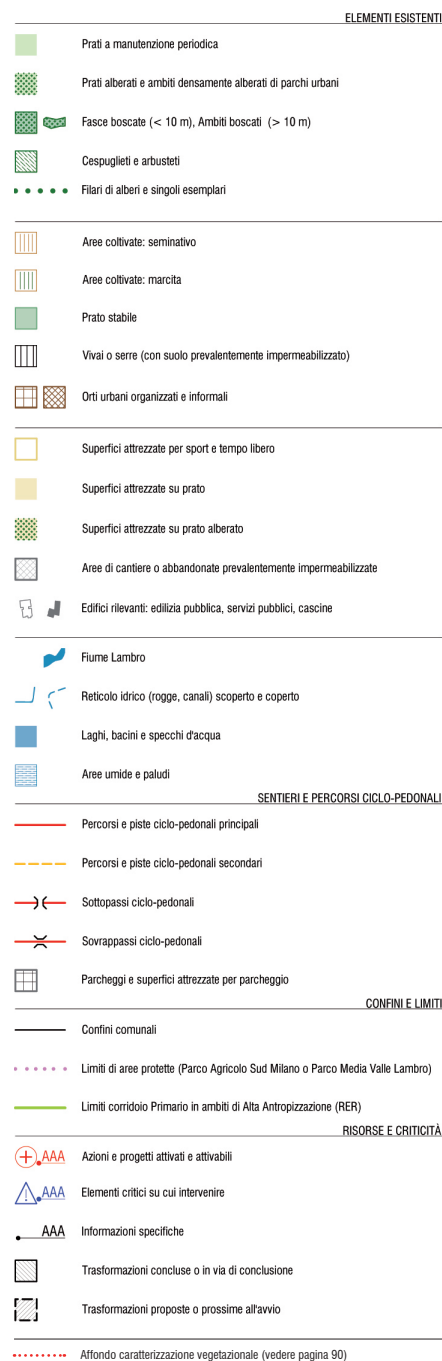 ELEMENTI ESISTENTI
Prati a manutenzione periodica
Prati alberati e ambiti densamente alberati di parchi urbani
Fasce boscate (< 10 m), Ambiti boscati (> 10 m)
Cespuglieti e arbusteti
Filari di alberi e singoli esemplari
Aree coltivate: seminativo
Aree coltivate: marcita
Prato stabile
Vivai o serre (con suolo prevalentemente impermeabilizzato)
Orti urbani organizzati e informali
Superfici attrezzate per sport e tempo libero
Superfici attrezzate su prato
Superfici attrezzate su prato alberato
Aree di cantiere o abbandonate prevalentemente impermeabilizzate
Edifici rilevanti: edilizia pubblica, servizi pubblici, cascine
Fiume Lambro
Reticolo idrico (rogge, canali) scoperto e coperto
Laghi, bacini e specchi d'acqua
Aree umide e paludi
SENTIERI E PERCORSI CICLO-PEDONALI
Percorsi e piste ciclo-pedonali principali
Percorsi e piste ciclo-pedonali secondari
Sottopassi ciclo-pedonali
Sovrappassi ciclo-pedonali
Parcheggi e superfici attrezzate per parcheggio
CONFINI E LIMITI
Confini comunali
Limiti di aree protette (Parco Agricolo Sud Milano o Parco Media Valle Lambro)
Limiti corridoio Primario in ambiti di Alta Antropizzazione (RER)
RISORSE E CRITICITÀ
AAA Azioni e progetti attivati e attivabili
AAA Elementi critici su cui intervenire
AAA Informazioni specifiche
Trasformazioni concluse o in via di conclusione
Trasformazioni proposte o prossime all'avvio
Affondo caratterizzazione vegetazionale (vedere pagina 90)